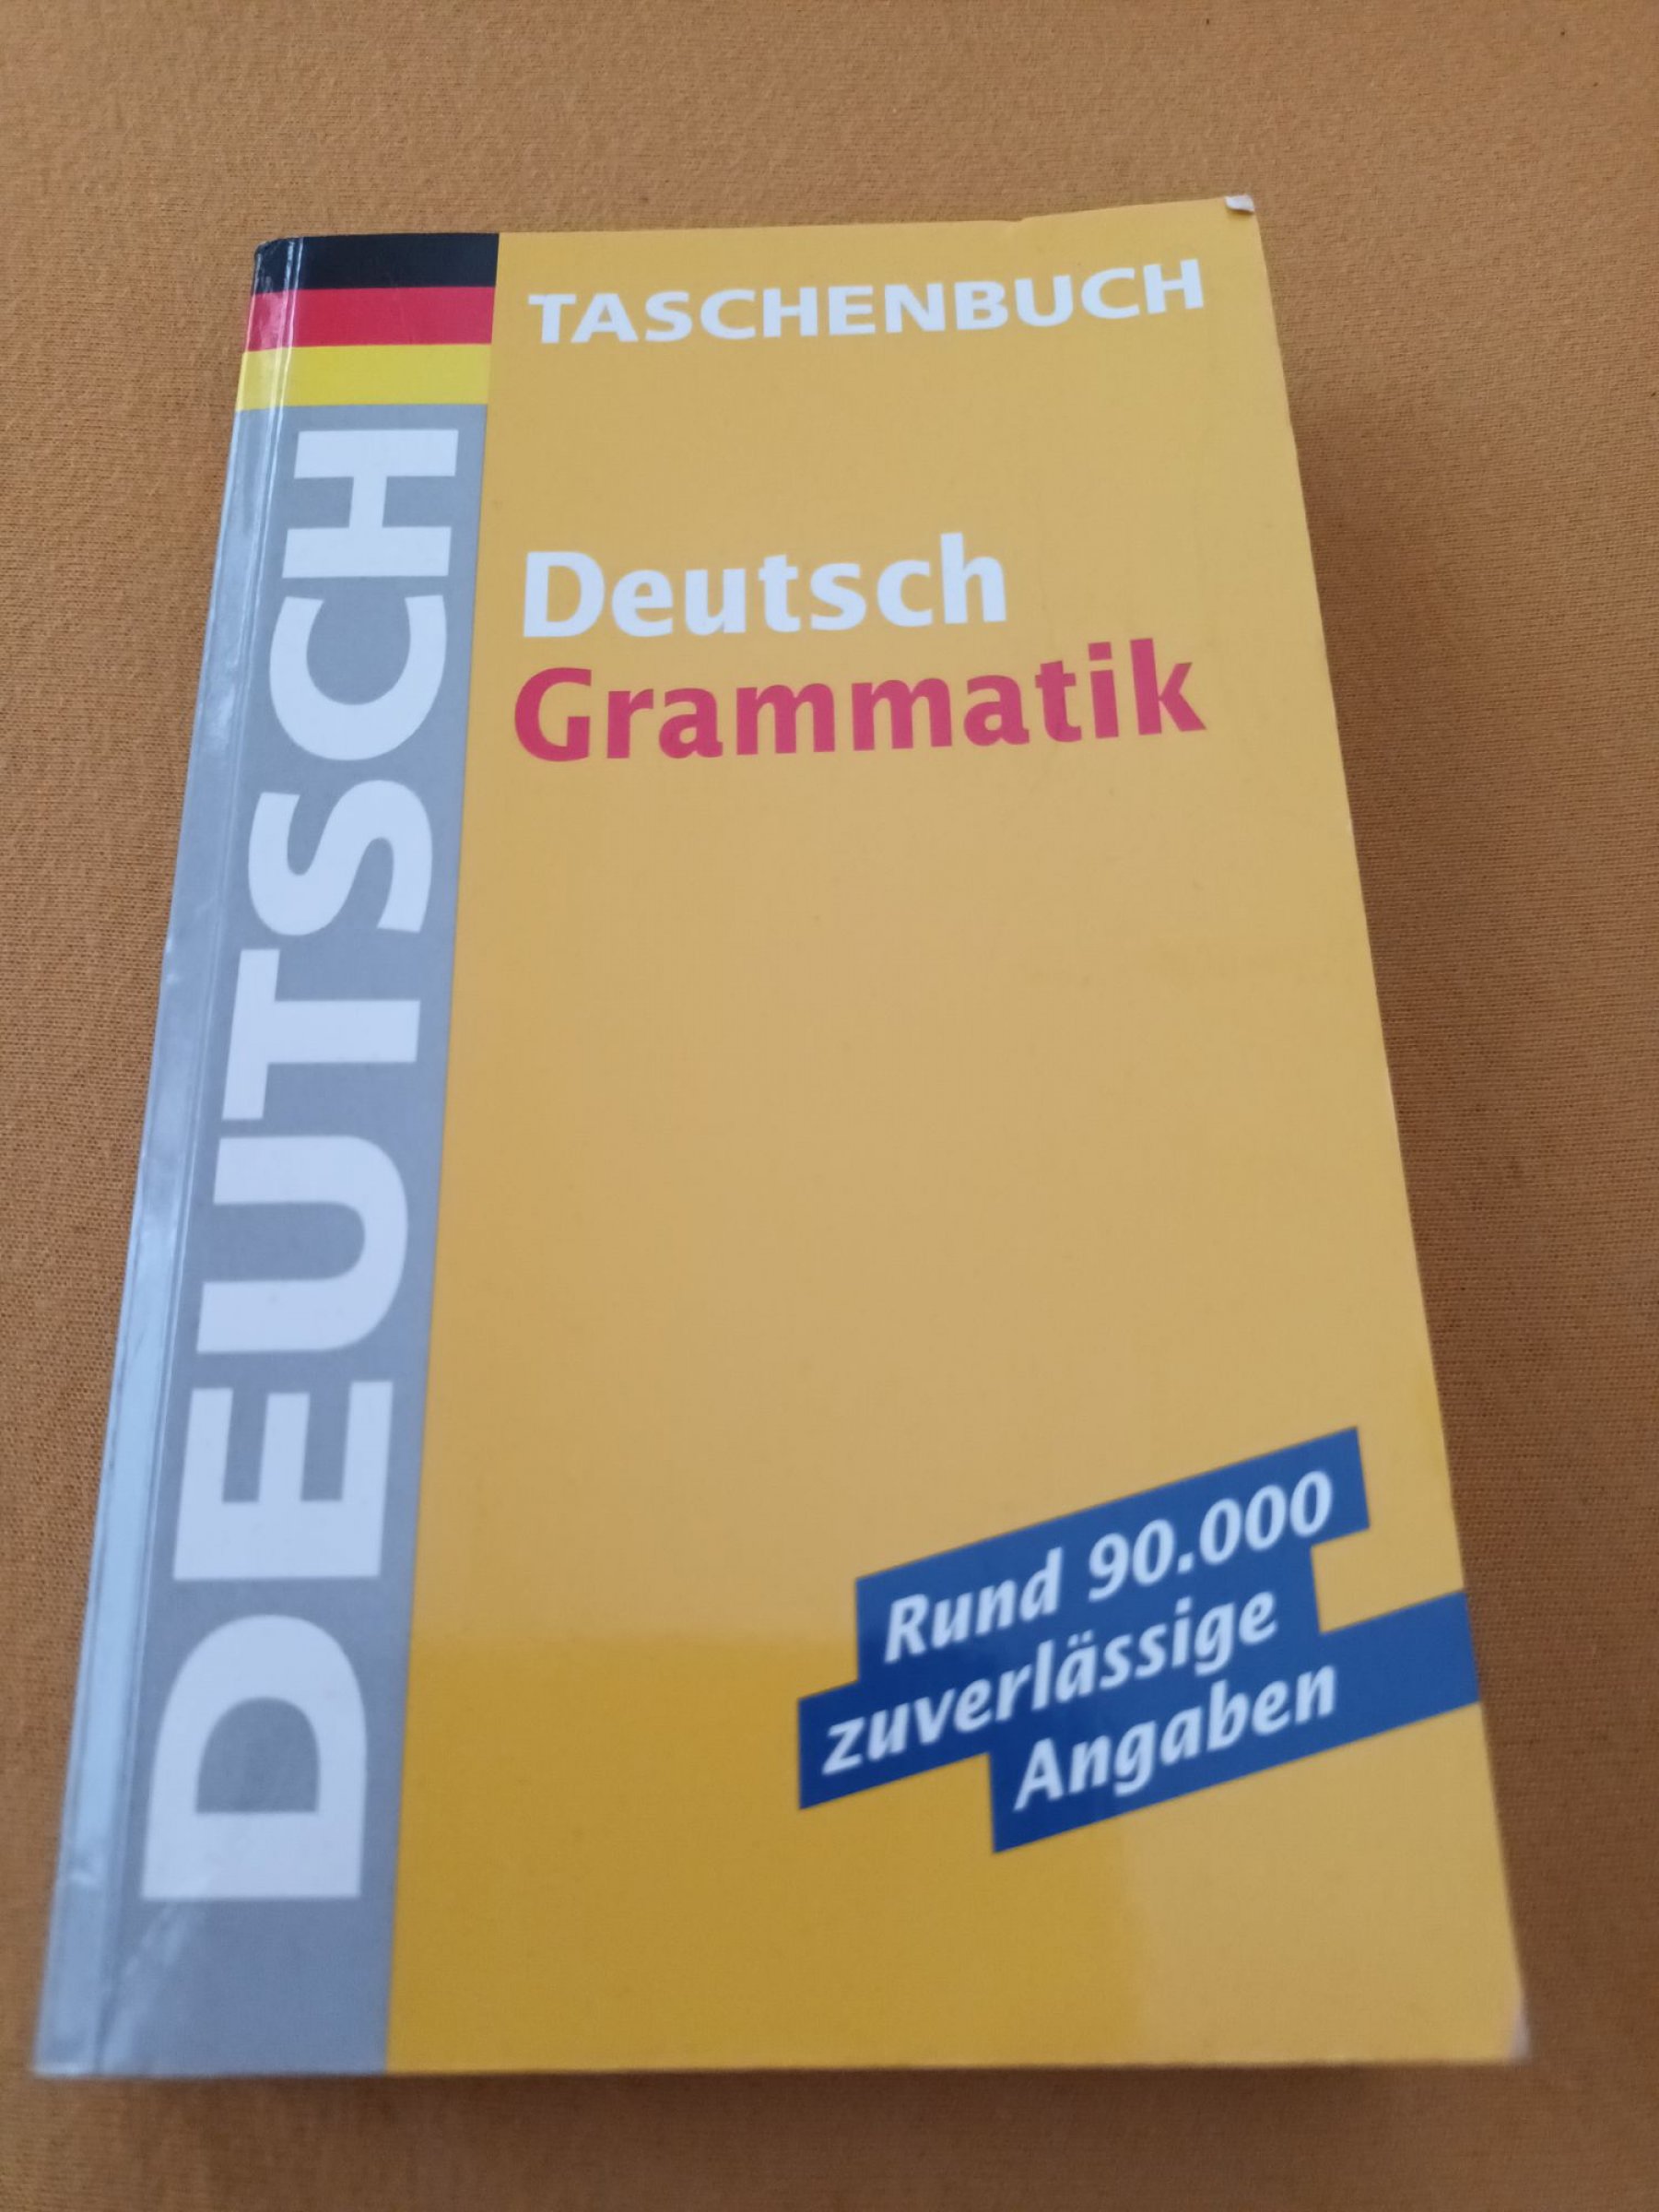 TASCHENBUCH
DEUTSCH
Deutsch
Grammatik
Rund 90.000
zuverlässige
Angaben